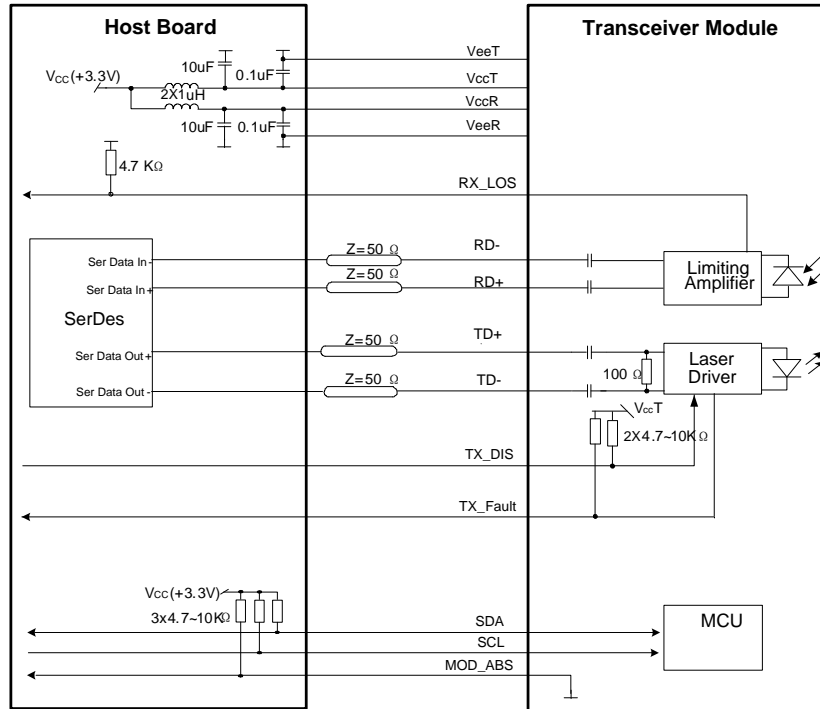 Host Board
Transceiver Module
VeeT
10uF
0.1uF
VCC(+3.3V)
VccT
2X1uH
VccR
10uF
0.1uF
VeeR
4.7 KΩ
RX_LOS
Z=50 Ω
RD-
Ser Data In-
Limiting
Amplifier
Z=50 Ω
RD+
Ser Data In+
SerDes
Z=50 Ω
TD+
Ser Data Out+
Laser
Driver
100 Ω
Z=50 Ω
TD-
Ser Data Out-
VccT
2X4.7~10KΩ
TX_DIS
TX_Fault
VCC(+3.3V)
3x4.7~10KΩ
SDA
MCU
SCL
MOD_ABS